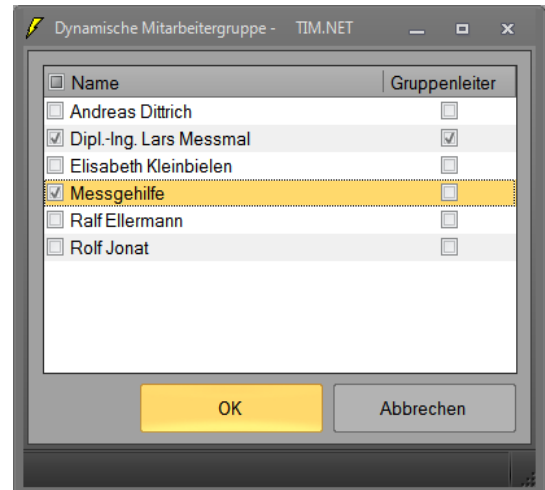 Dynamische Mitarbeitergruppe - TIM.NET
Name Gruppenleiter
Andreas Dittrich
Dipl.-Ing. Lars Messmal
Elisabeth Kleinbielen
Messgehilfe
Ralf Ellermann
Rolf Jonat
OK Abbrechen